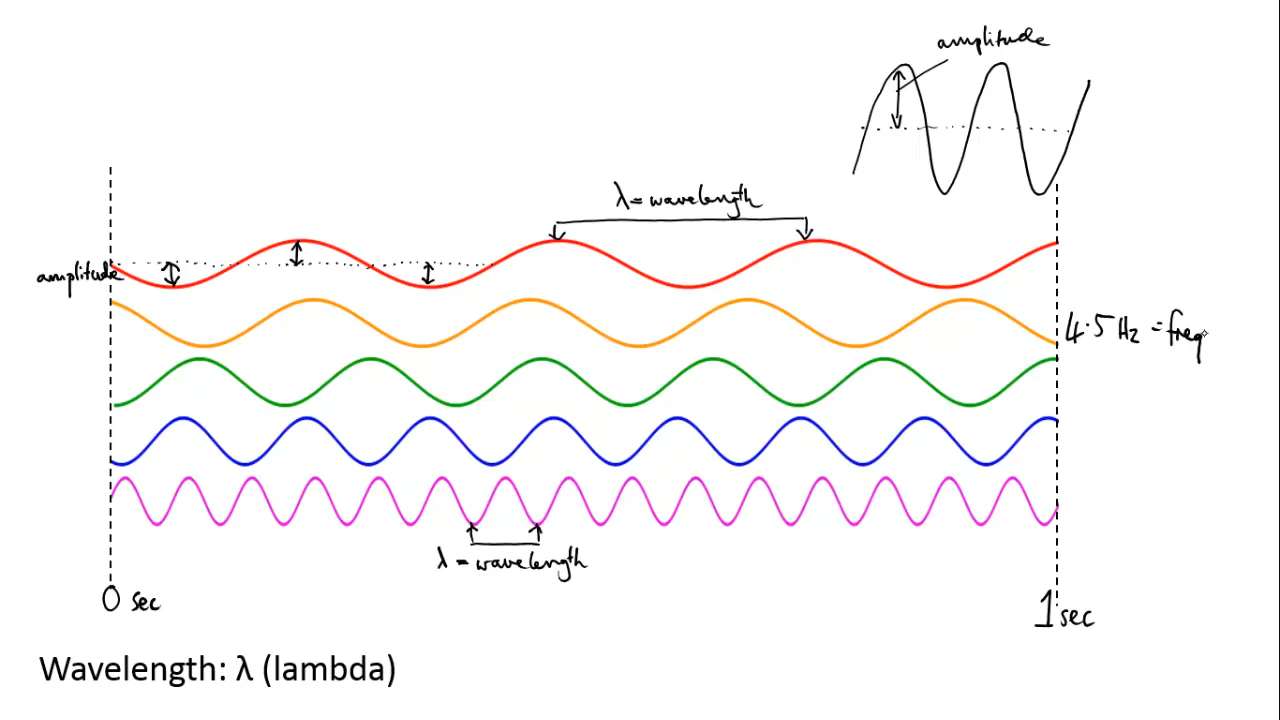 amplitude
λ = wavelength
amplitude
4.5 Hz = freq
λ = wavelength
0 sec
1 sec
Wavelength: λ (lambda)